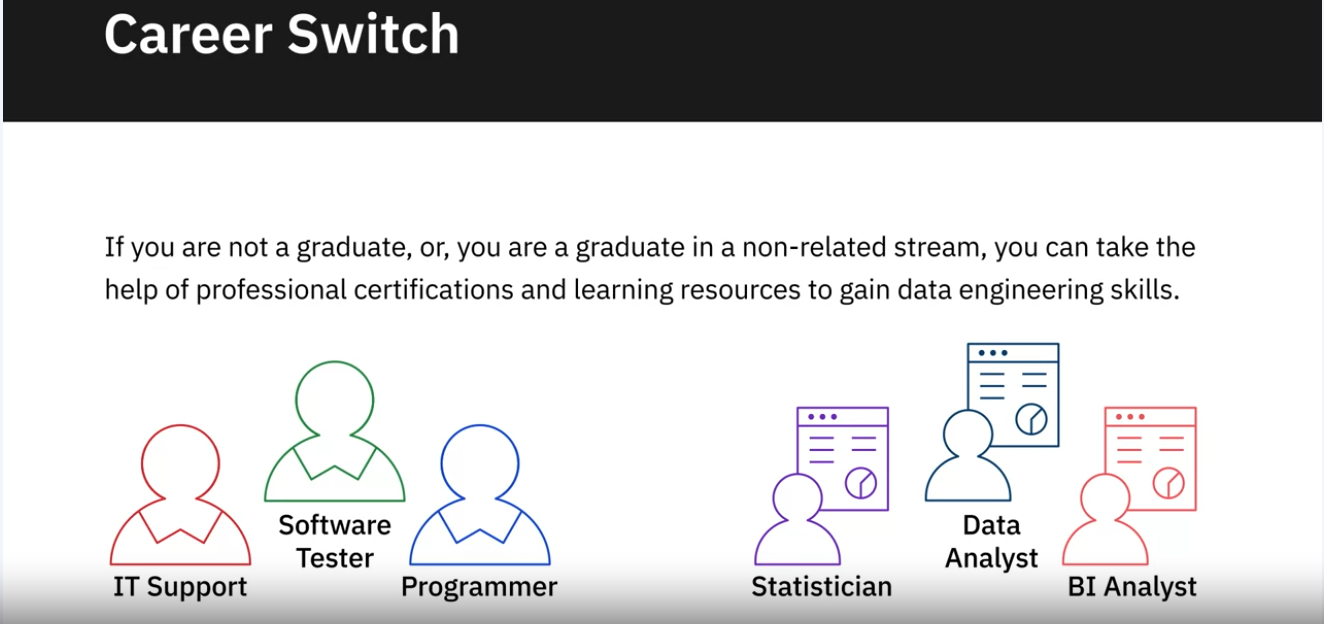 Career Switch
If you are not a graduate, or, you are a graduate in a non-related stream, you can take the
help of professional certifications and learning resources to gain data engineering skills.
IT Support
Software
Tester
Programmer
Statistician
Data
Analyst
BI Analyst